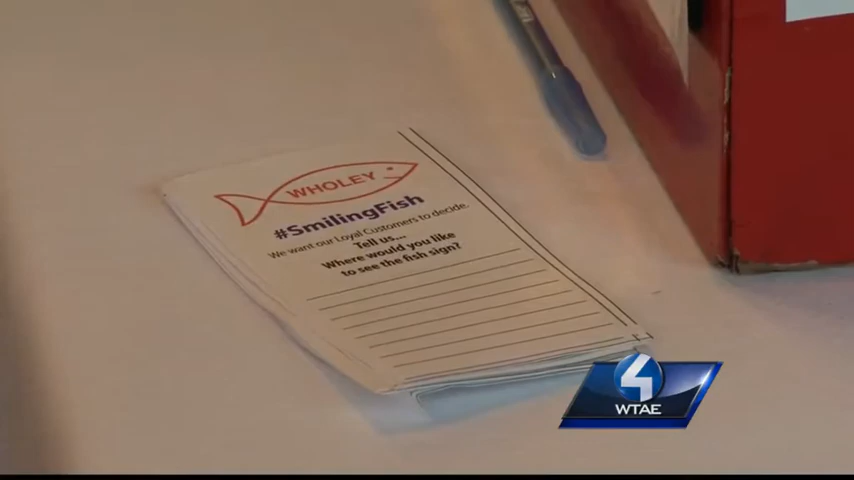 WHOLEY
#SmilingFish
We want our Loyal Customers to decide.
Tell us...
Where would you like
to see the fish sign?
4
WTAE